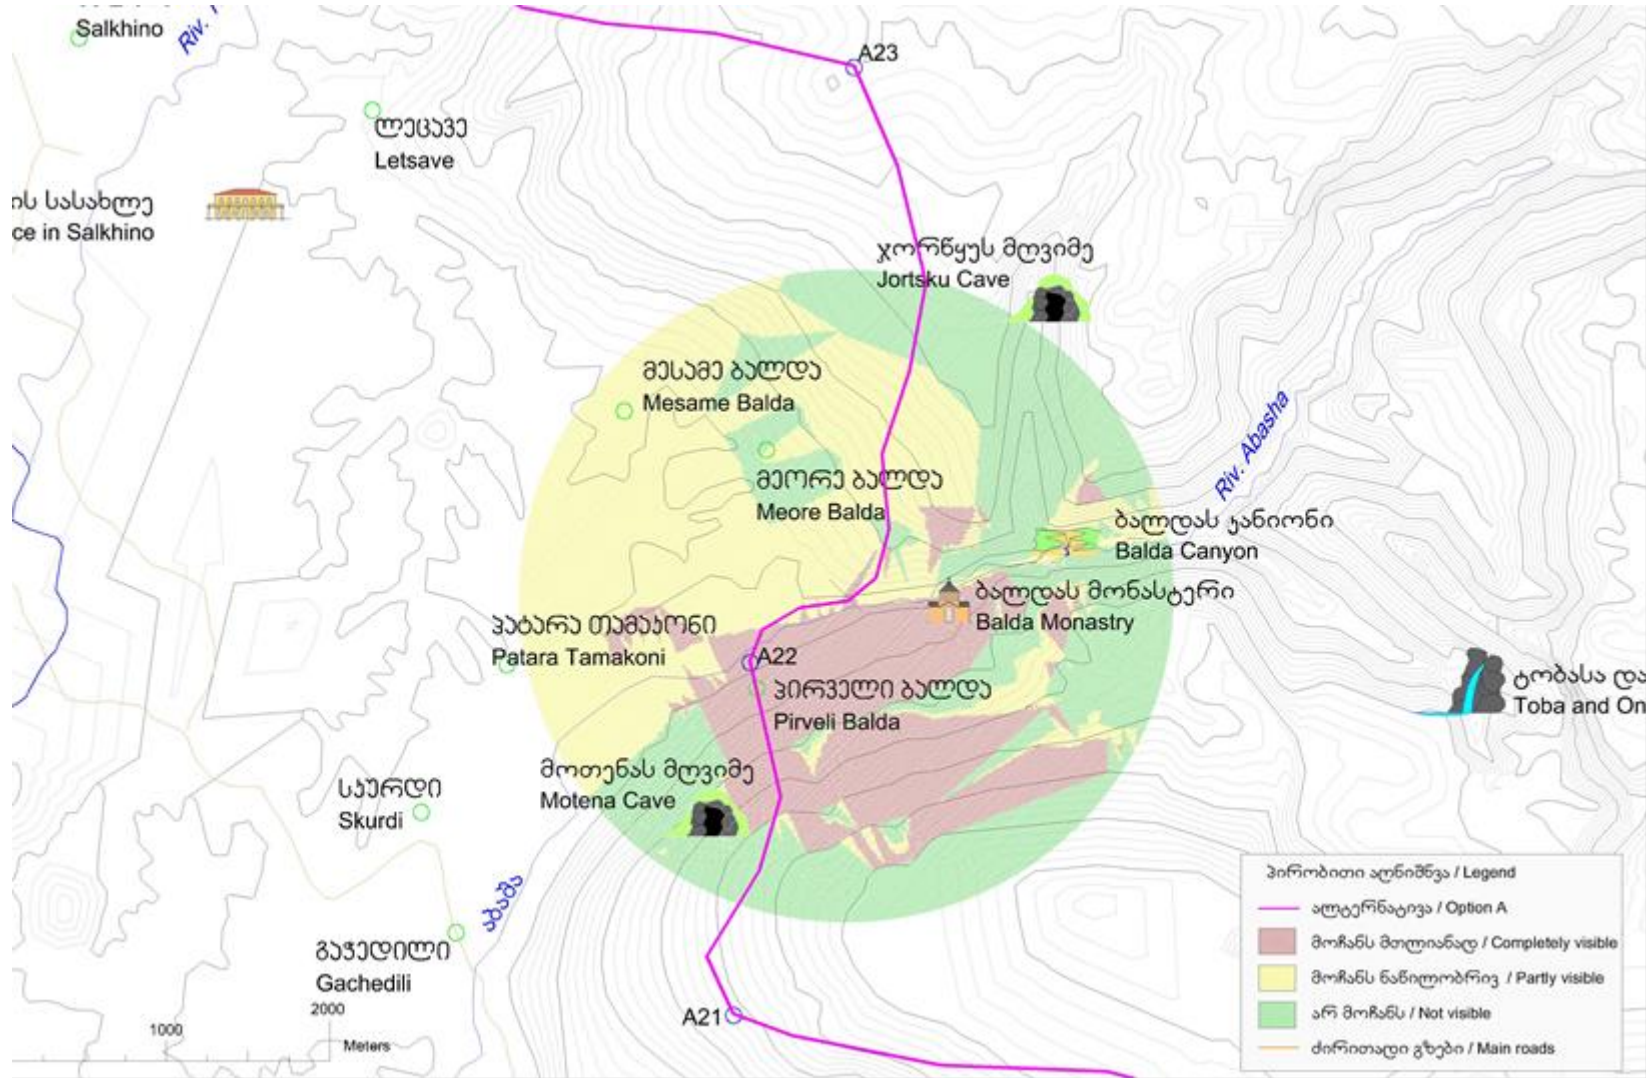 Salkhino
Riv.
A23
ლეცავე
Letsave
ის სასახლე
ce in Salkhino
ჯორწყუს მღვიმე
Jortsku Cave
მესამე ბალდა
Mesame Balda
მეორე ბალდა
Meore Balda
Riv. Abasha
ბალდას კანიონი
Balda Canyon
ბალდას მონასტერი
Balda Monastry
პატარა თამაკონი
Patara Tamakoni
A22
პირველი ბალდა
Pirveli Balda
ტობასა და
Toba and On
მოთენას მღვიმე
Motena Cave
სკურდი
Skurdi
აბაშა
გაჭედილი
Gachedili
A21
1000
2000
Meters
პირობითი აღნიშნვა / Legend
ალტერნატივა / Option A
მოჩანს მთლიანად / Completely visible
მოჩანს ნაწილობრივ / Partly visible
არ მოჩანს / Not visible
ძირითადი გზები / Main roads